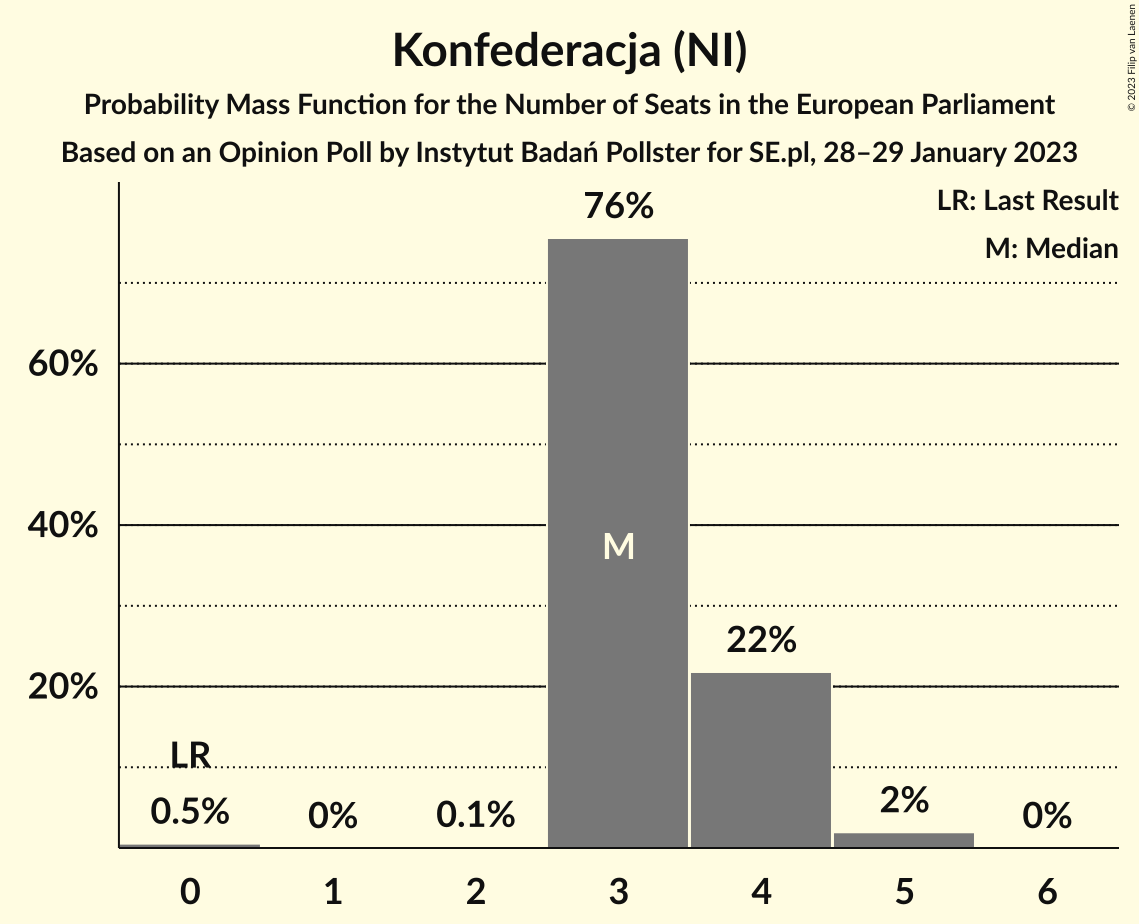 Konfederacja (NI)
Probability Mass Function for the Number of Seats in the European Parliament
Based on an Opinion Poll by Instytut Badań Pollster for SE.pl, 28–29 January 2023
© 2023 Filip van Laenen
LR: Last Result
M: Median
76%
60%
40%
M
22%
20%
LR
0.5%
0%
0.1%
2%
0%
0 1 2 3 4 5 6